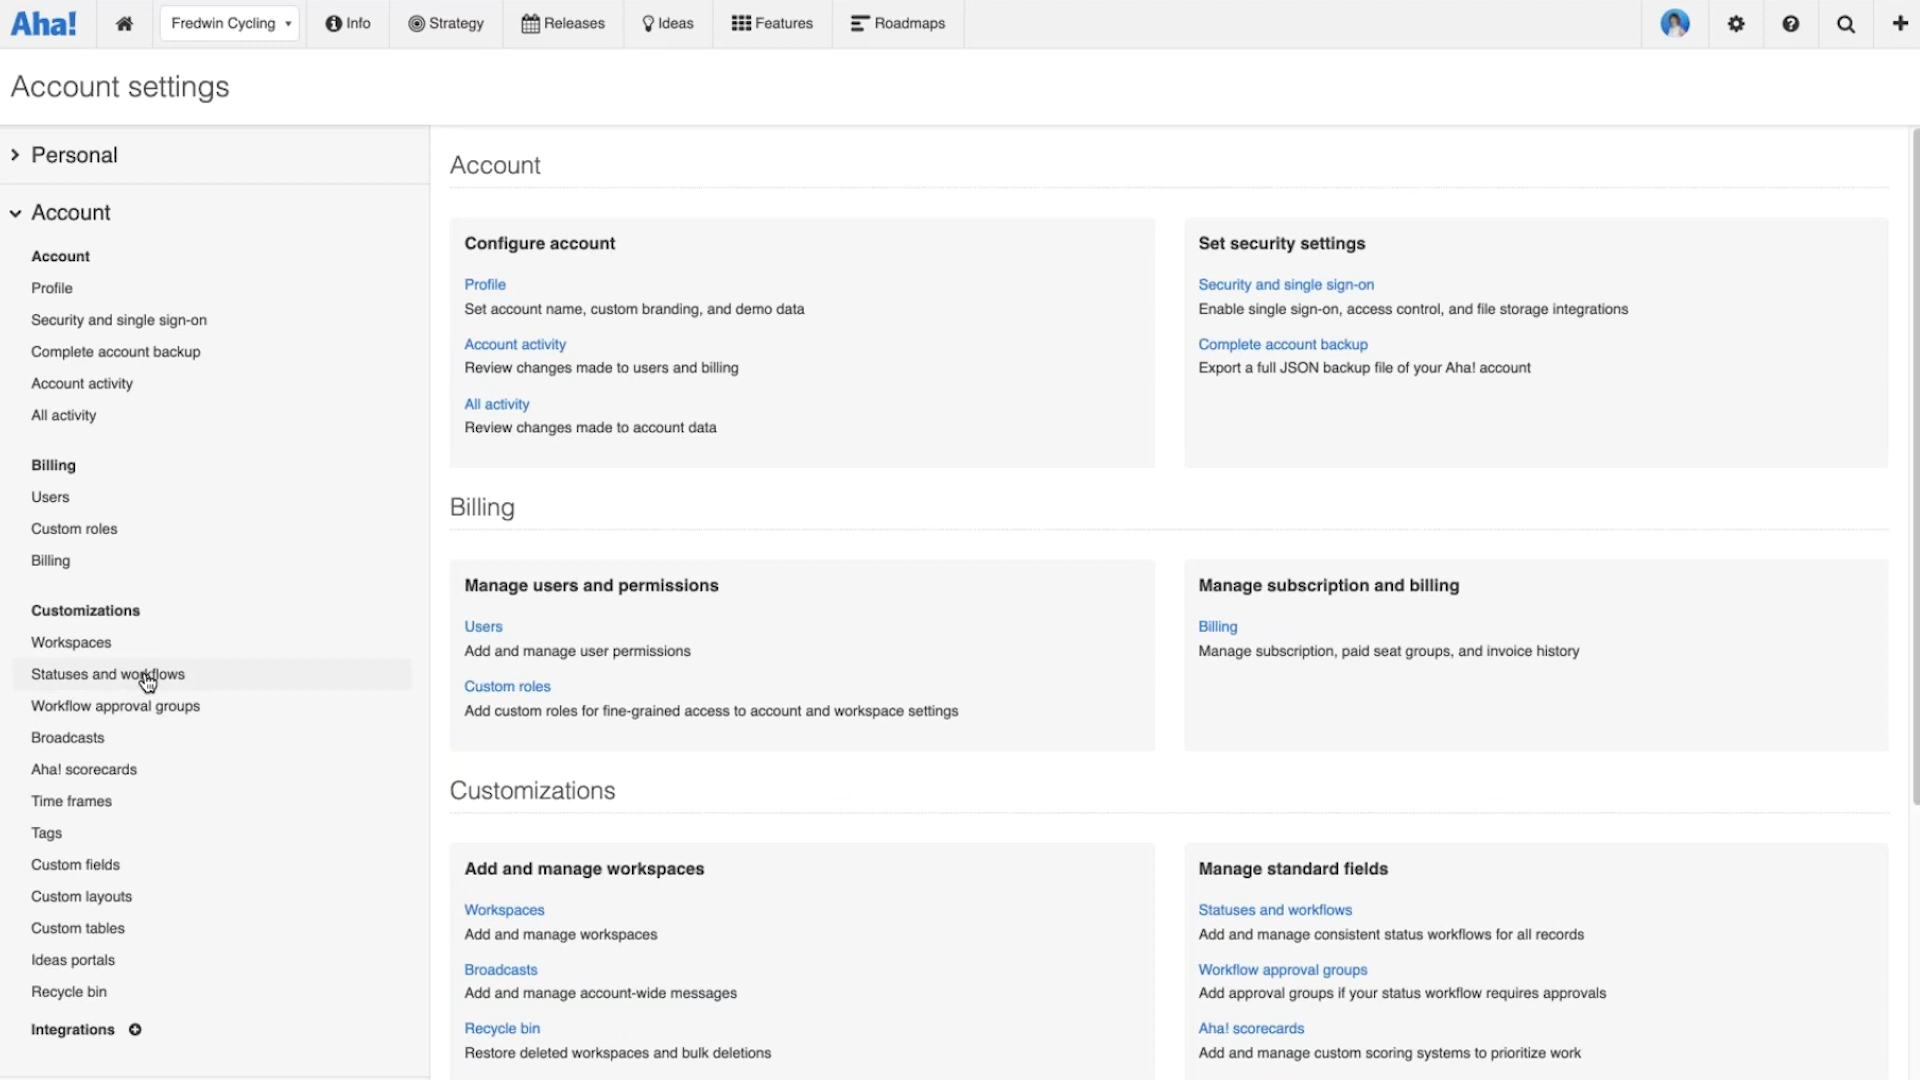 Aha!
Fredwin Cycling
Info
Strategy
Releases
Ideas
Features
Roadmaps
Account settings
Personal
Account
Account
Profile
Security and single sign-on
Complete account backup
Account activity
All activity
Billing
Users
Custom roles
Billing
Customizations
Workspaces
Statuses and workflows
Workflow approval groups
Broadcasts
Aha! scorecards
Time frames
Tags
Custom fields
Custom layouts
Custom tables
Ideas portals
Recycle bin
Integrations
Account
Configure account
Profile
Set account name, custom branding, and demo data
Account activity
Review changes made to users and billing
All activity
Review changes made to account data
Set security settings
Security and single sign-on
Enable single sign-on, access control, and file storage integrations
Complete account backup
Export a full JSON backup file of your Aha! account
Billing
Manage users and permissions
Users
Add and manage user permissions
Custom roles
Add custom roles for fine-grained access to account and workspace settings
Manage subscription and billing
Billing
Manage subscription, paid seat groups, and invoice history
Customizations
Add and manage workspaces
Workspaces
Add and manage workspaces
Broadcasts
Add and manage account-wide messages
Recycle bin
Restore deleted workspaces and bulk deletions
Manage standard fields
Statuses and workflows
Add and manage consistent status workflows for all records
Workflow approval groups
Add approval groups if your status workflow requires approvals
Aha! scorecards
Add and manage custom scoring systems to prioritize work